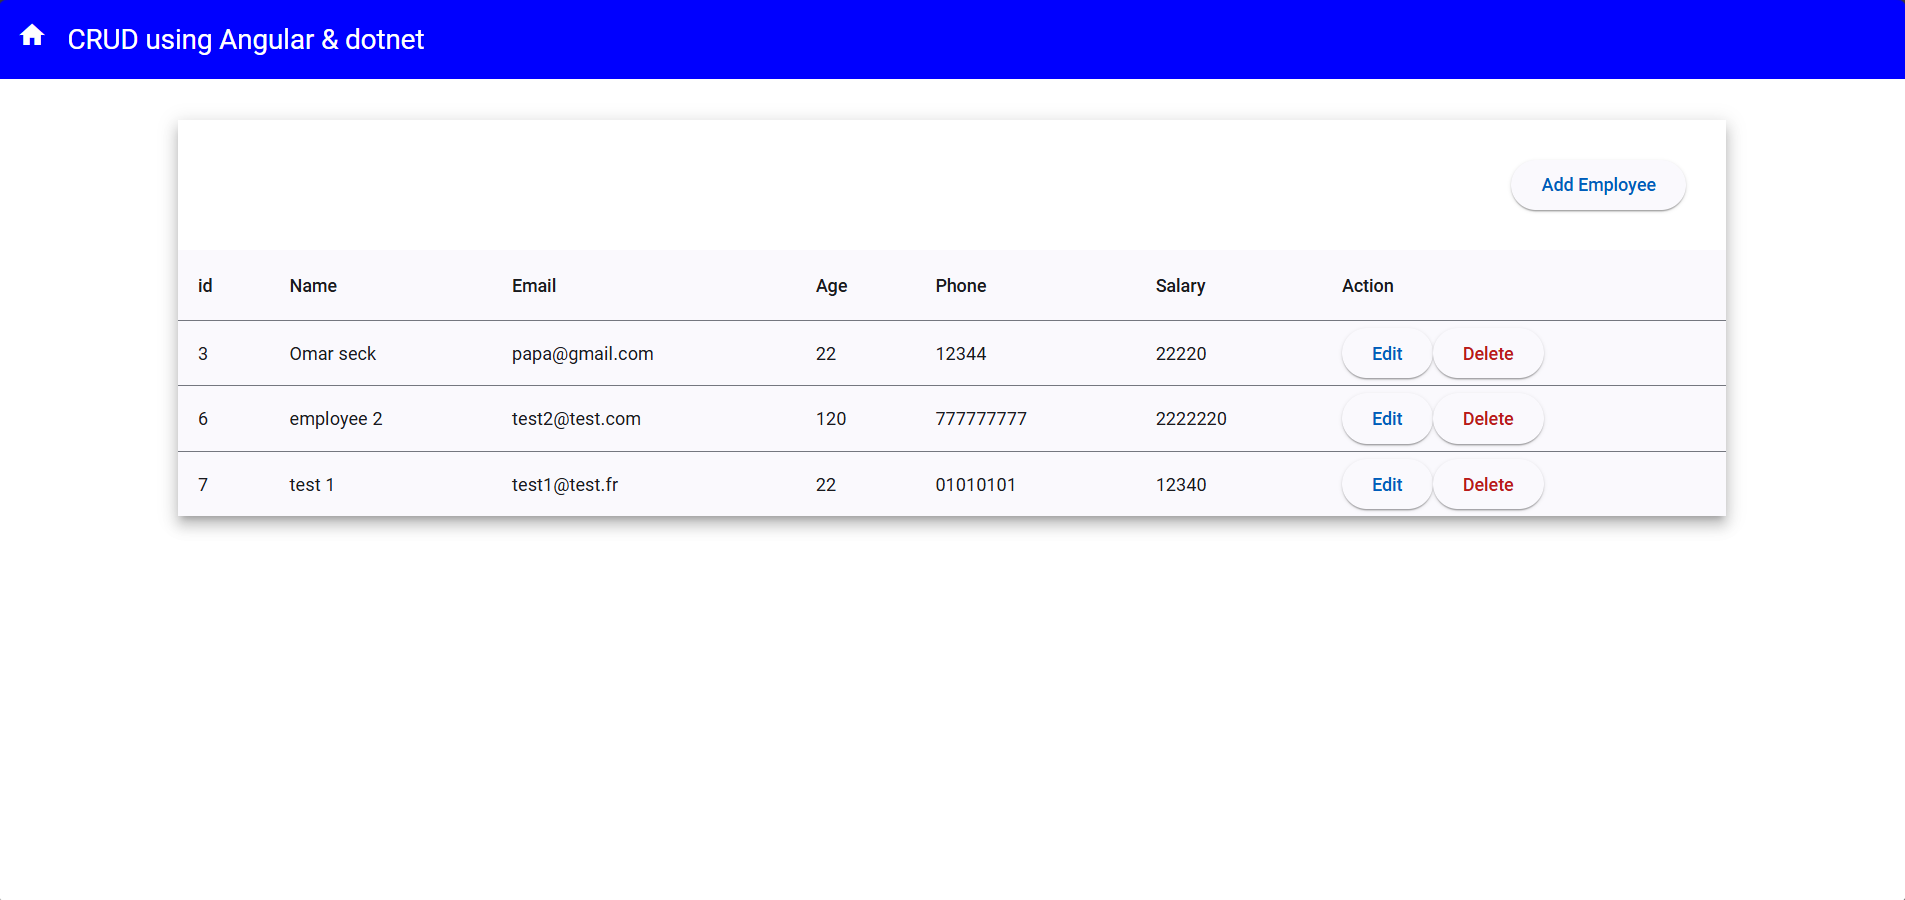 CRUD using Angular & dotnet
Add Employee
id Name Email Age Phone Salary Action
3 Omar seck papa@gmail.com 22 12344 22220 Edit Delete
6 employee 2 test2@test.com 120 777777777 2222220 Edit Delete
7 test 1 test1@test.fr 22 01010101 12340 Edit Delete